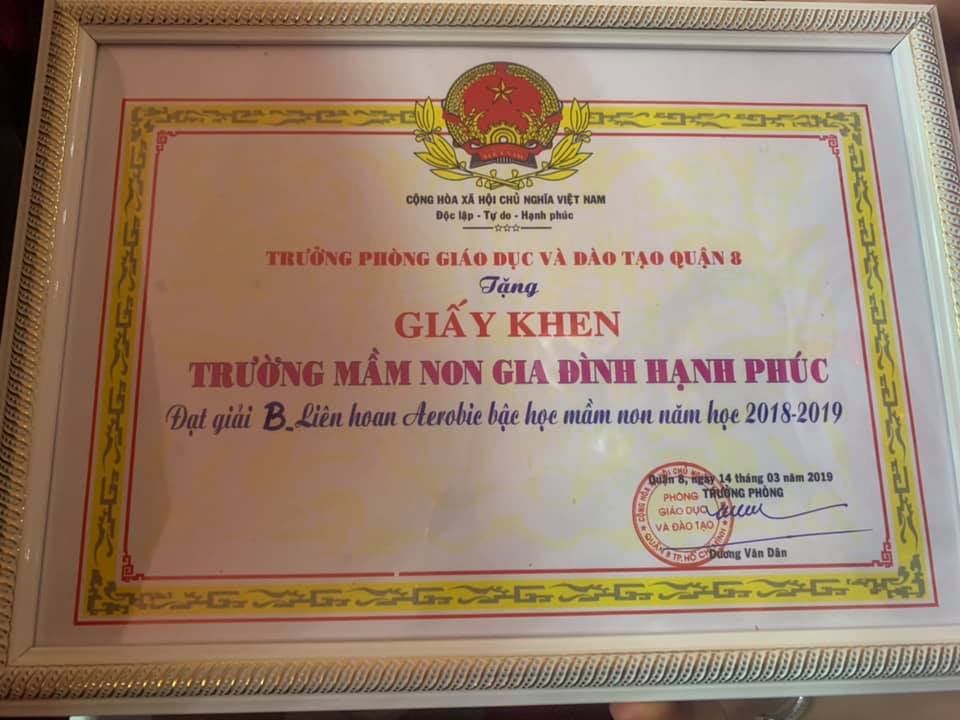 VIỆT NAM
CỘNG HÒA XÃ HỘI CHỦ NGHĨA VIỆT NAM
Độc lập - Tự do - Hạnh phúc
TRƯỞNG PHÒNG GIÁO DỤC VÀ ĐÀO TẠO QUẬN 8
Tặng
GIẤY KHEN
TRƯỜNG MẦM NON GIA ĐÌNH HẠNH PHÚC
Đạt giải B_Liên hoan Aerobic bậc học mầm non năm học 2018-2019
Quận 8, ngày 14 tháng 03 năm 2019
TRƯỞNG PHÒNG
PHÒNG
GIÁO DỤC
VÀ ĐÀO TẠO
Dương Văn Dân